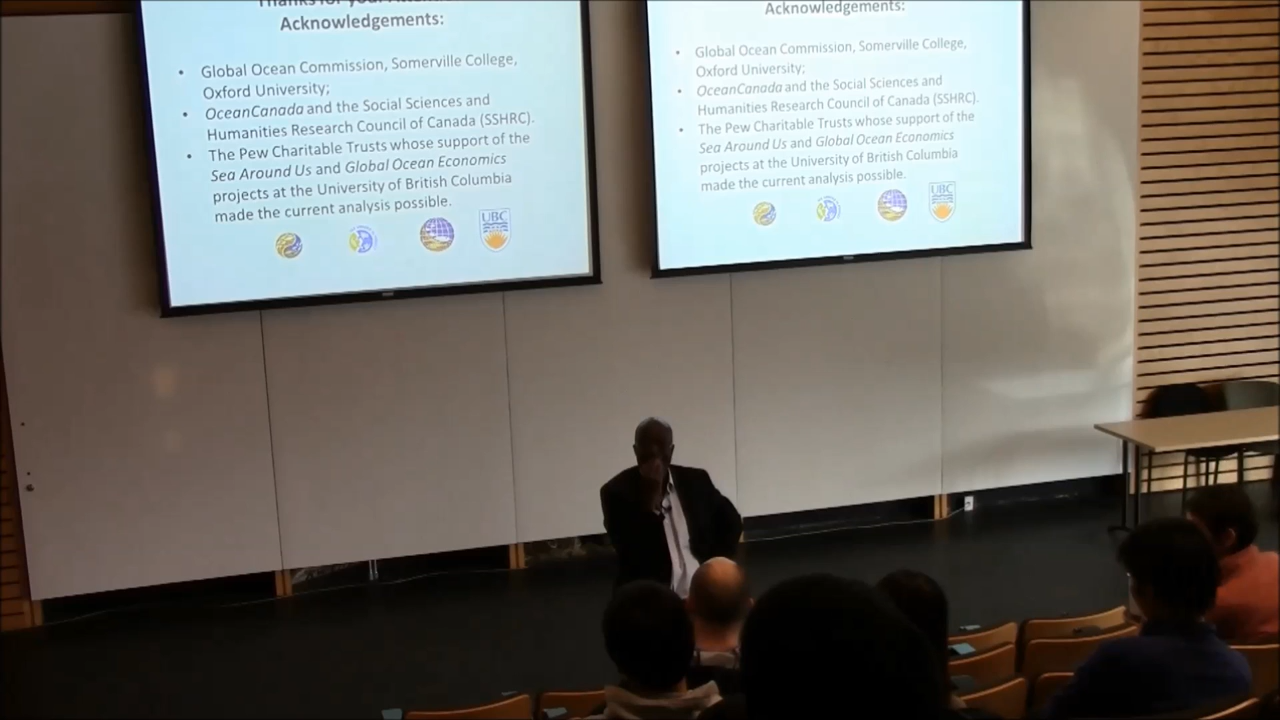 Acknowledgements:
• Global Ocean Commission, Somerville College,
Oxford University;
• OceanCanada and the Social Sciences and
Humanities Research Council of Canada (SSHRC).
• The Pew Charitable Trusts whose support of the
Sea Around Us and Global Ocean Economics
projects at the University of British Columbia
made the current analysis possible.
UBC
Acknowledgements:
• Global Ocean Commission, Somerville College,
Oxford University;
• OceanCanada and the Social Sciences and
Humanities Research Council of Canada (SSHRC).
• The Pew Charitable Trusts whose support of the
Sea Around Us and Global Ocean Economics
projects at the University of British Columbia
made the current analysis possible.
UBC